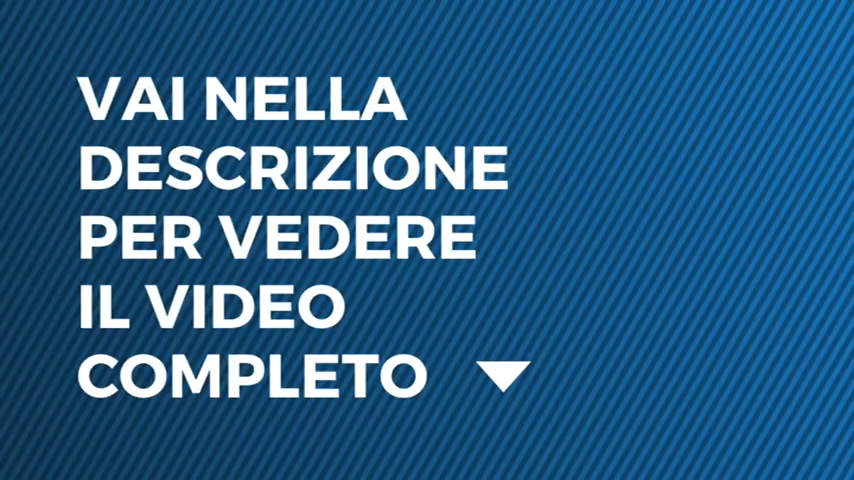 VAI NELLA
DESCRIZIONE
PER VEDERE
IL VIDEO
COMPLETO